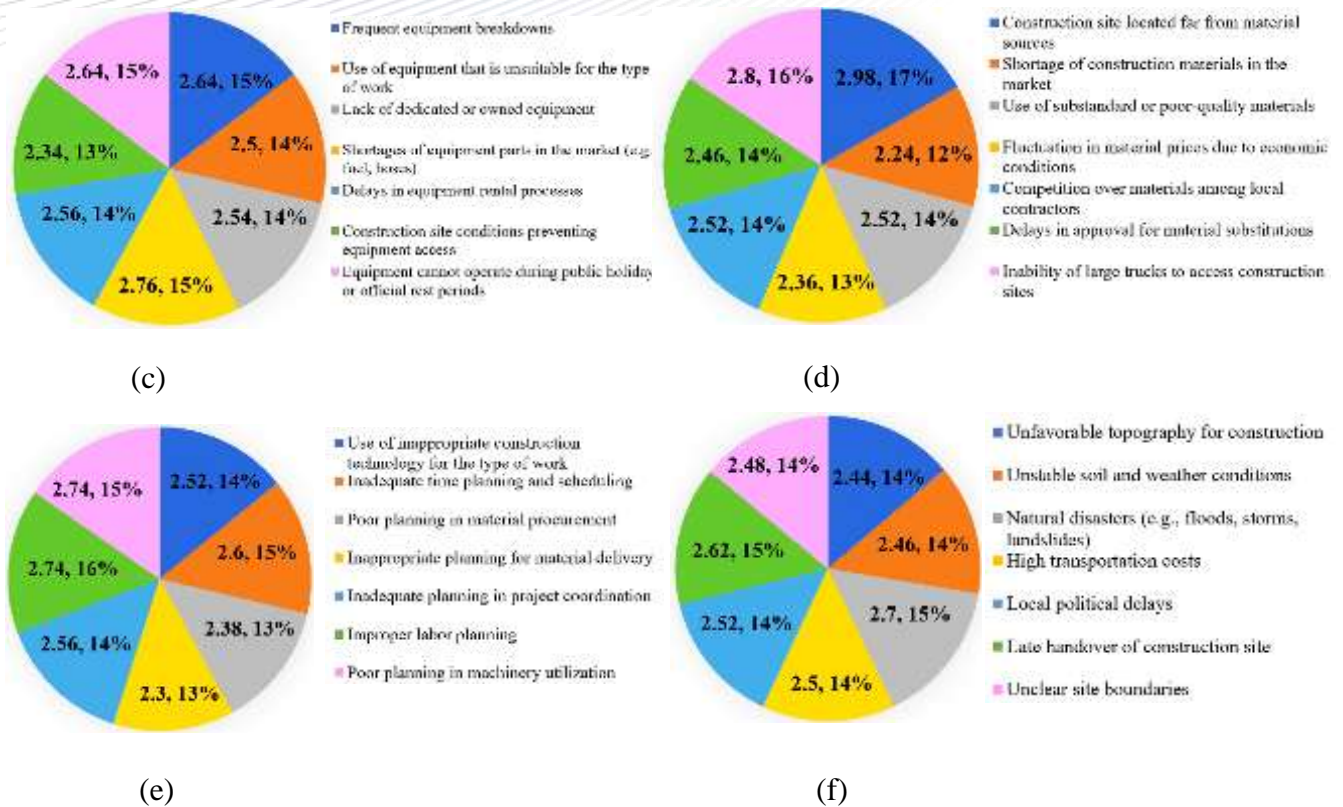 2.64, 15%
2.64, 15%
2.5, 14%
2.54, 14%
2.76, 15%
2.56, 14%
2.34, 13%
Frequent equipment breakdowns
Use of equipment that is unsuitable for the type
of work
Lack of dedicated or owned equipment
Shortages of equipment parts in the market (e.g.
fuel, hoses)
Delays in equipment rental processes
Construction site conditions preventing
equipment access
Equipment cannot operate during public holiday
or official rest periods
(c)
2.8, 16%
2.98, 17%
2.24, 12%
2.52, 14%
2.36, 13%
2.52, 14%
2.46, 14%
Construction site located far from material
sources
Shortage of construction materials in the
market
Use of substandard or poor-quality materials
Fluctuation in material prices due to economic
conditions
Competition over materials among local
contractors
Delays in approval for material substitutions
Inability of large trucks to access construction
sites
(d)
2.74, 15%
2.52, 14%
2.6, 15%
2.38, 13%
2.3, 13%
2.56, 14%
2.74, 16%
Use of inappropriate construction
technology for the type of work
Inadequate time planning and scheduling
Poor planning in material procurement
Inappropriate planning for material delivery
Inadequate planning in project coordination
Improper labor planning
Poor planning in machinery utilization
(e)
2.48, 14%
2.44, 14%
2.46, 14%
2.7, 15%
2.5, 14%
2.52, 14%
2.62, 15%
Unfavorable topography for construction
Unstable soil and weather conditions
Natural disasters (e.g., floods, storms,
landslides)
High transportation costs
Local political delays
Late handover of construction site
Unclear site boundaries
(f)